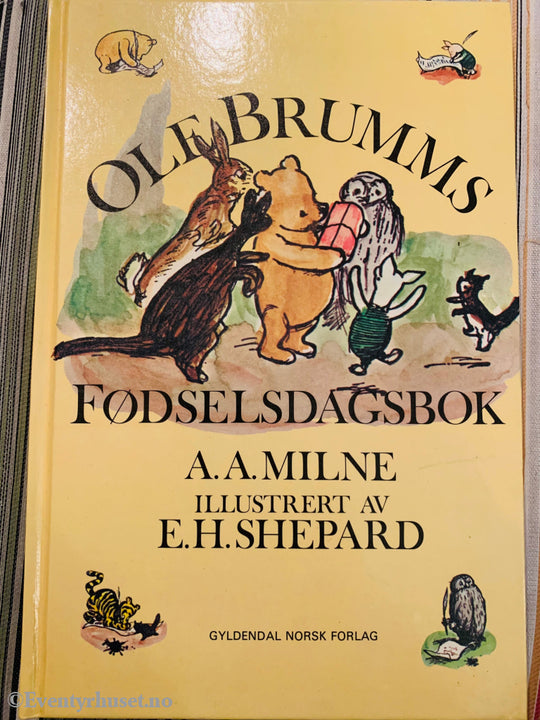 OLE BRUMMS
FØDSELSDAGSBOK
A. A. MILNE
ILLUSTRERT AV
E. H. SHEPARD
GYLDENDAL NORSK FORLAG
©Eventyrhuset.no